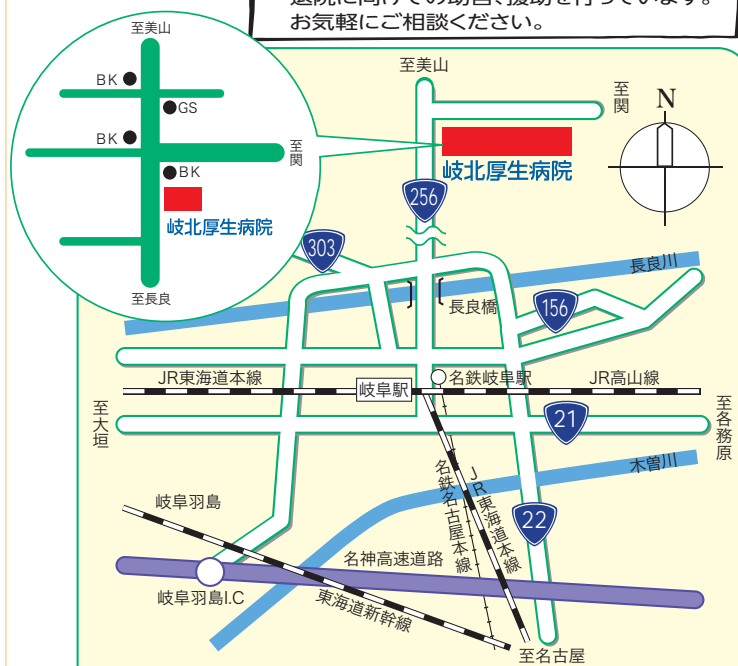 退院に向けての助言、援助を行っています。
お気軽にご相談ください。
至美山
BK
GS
BK
至関
BK
岐北厚生病院
至長良
至美山
至関
N
岐北厚生病院
256
303
長良川
長良橋
156
JR東海道本線
岐阜駅
名鉄岐阜駅
JR高山線
至大垣
21
至各務原
木曽川
名鉄名古屋本線
JR東海道本線
22
岐阜羽島
名神高速道路
岐阜羽島I.C
東海道新幹線
至名古屋